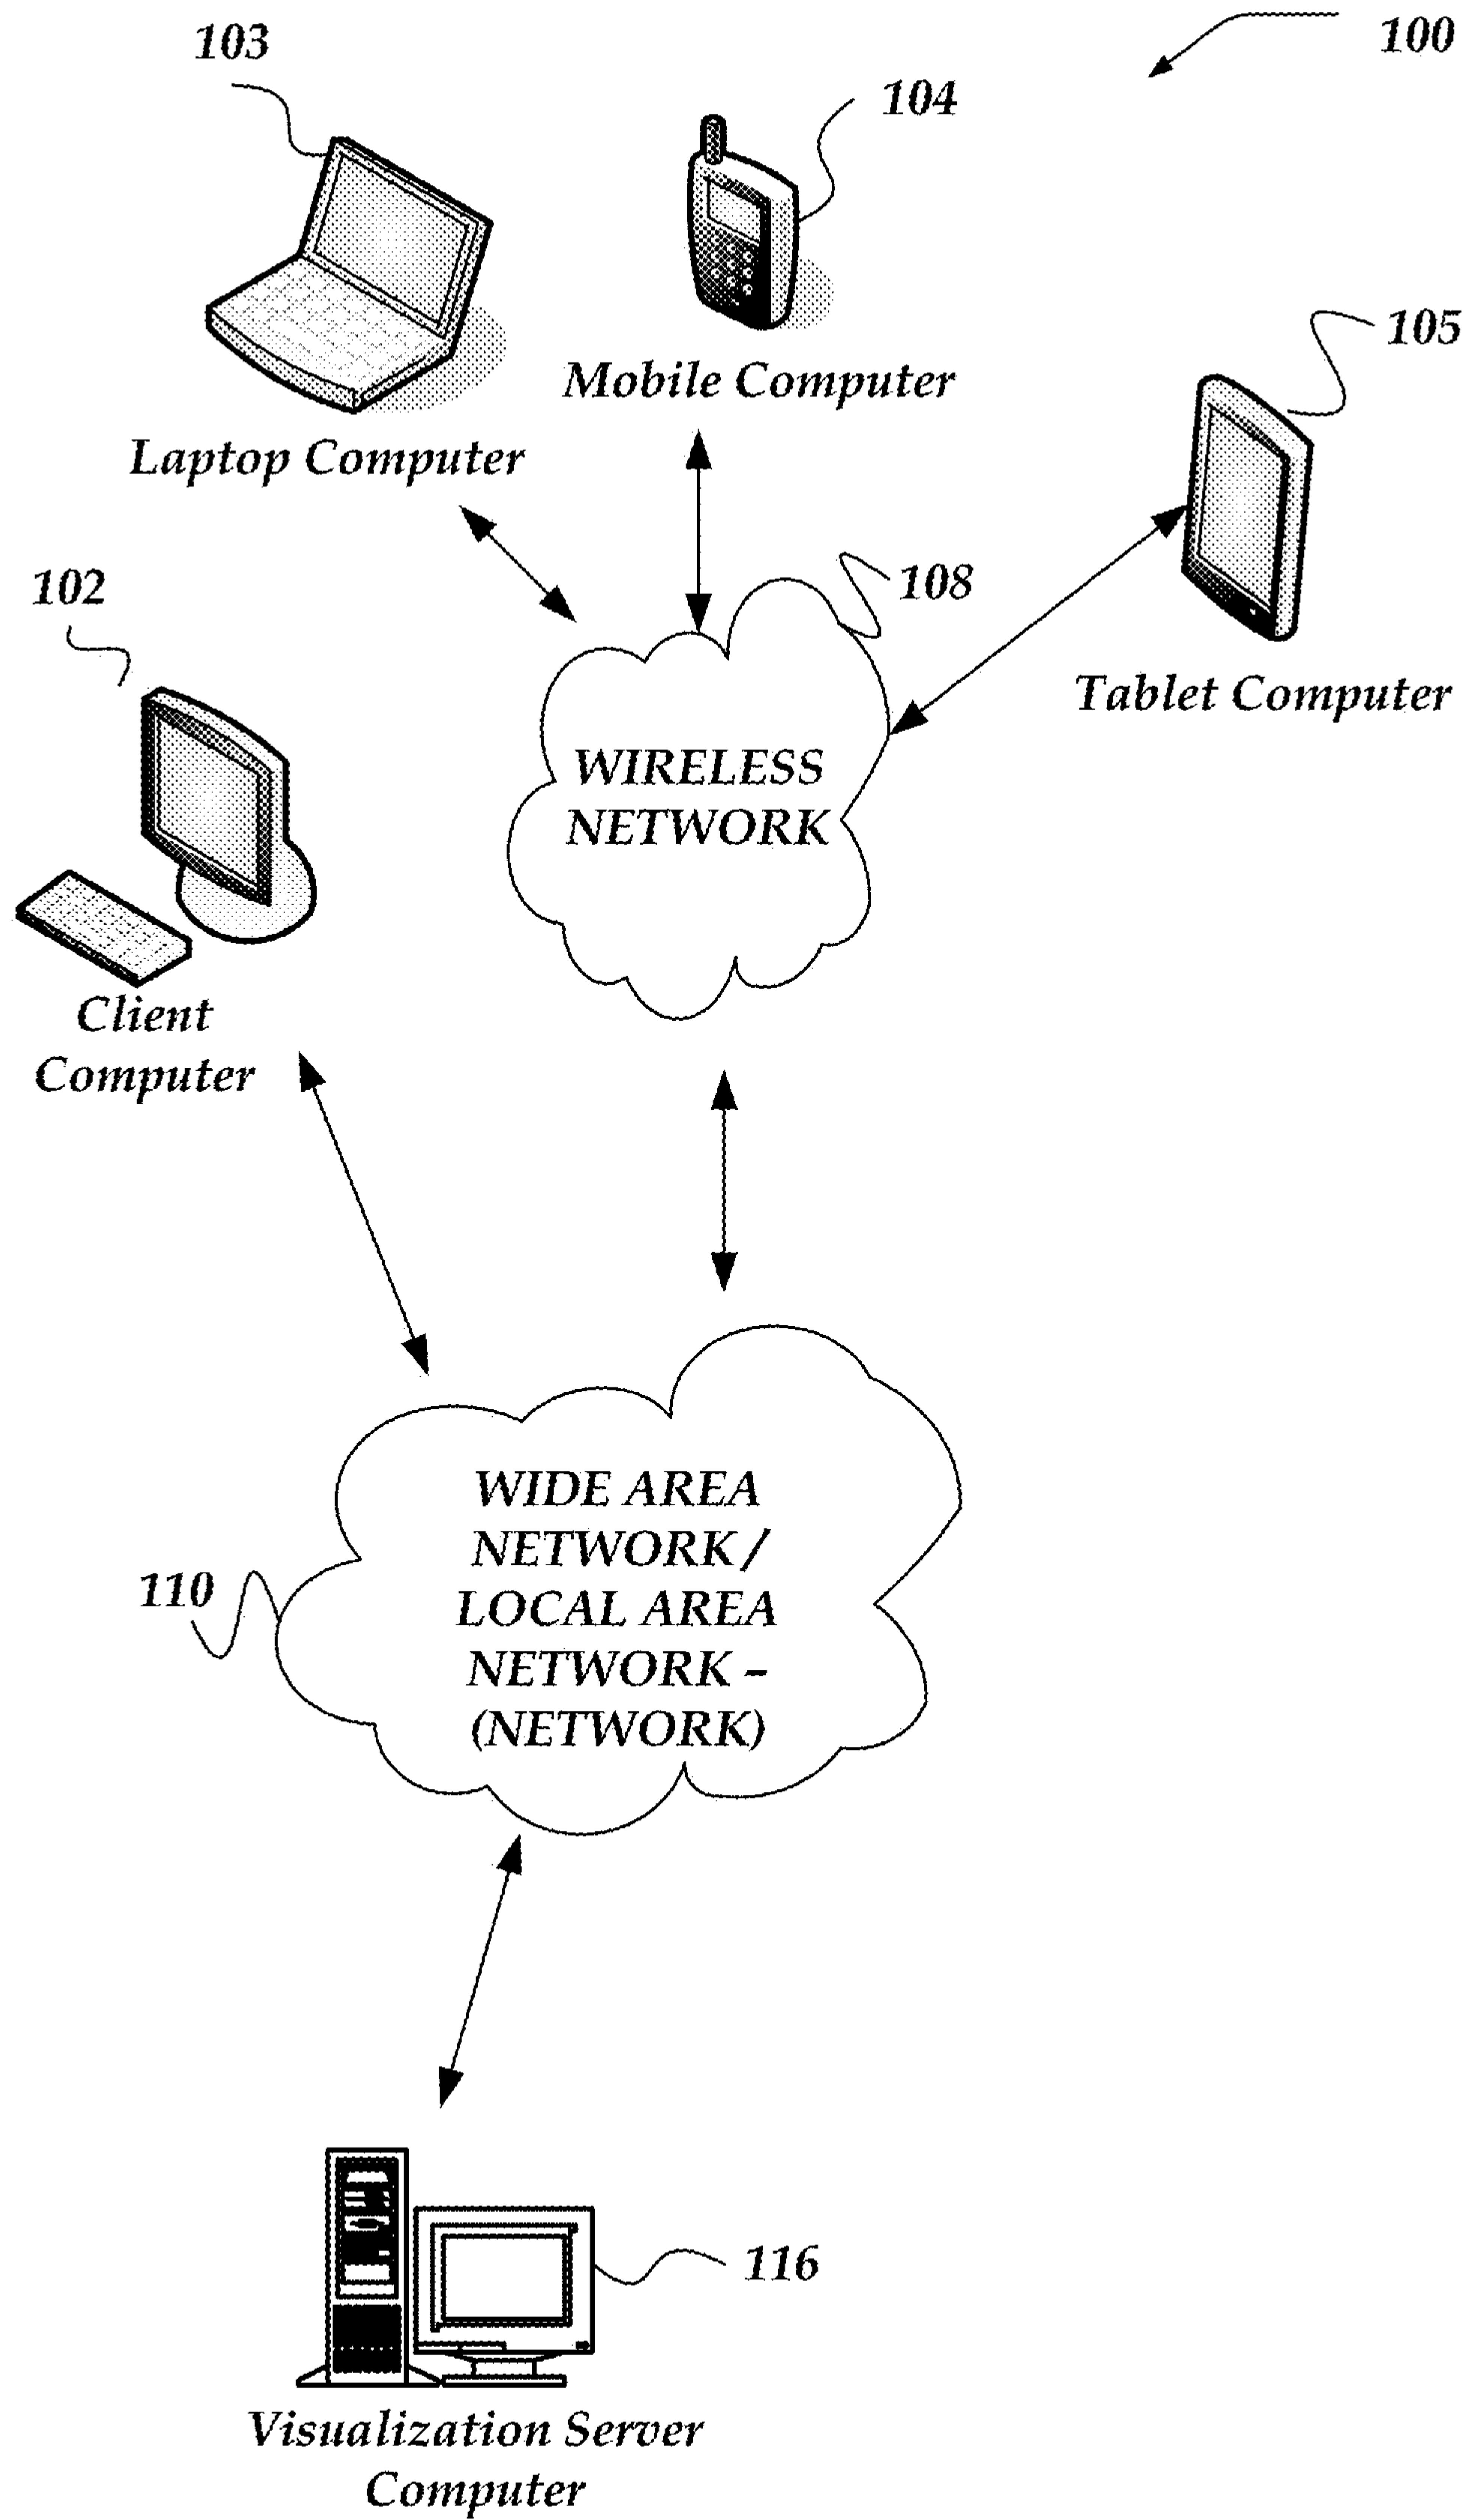 100
103
104
Mobile Computer
105
Laptop Computer
102
108
Tablet Computer
WIRELESS
NETWORK
Client
Computer
WIDE AREA
NETWORK/
LOCAL AREA
NETWORK –
(NETWORK)
110
116
Visualization Server
Computer